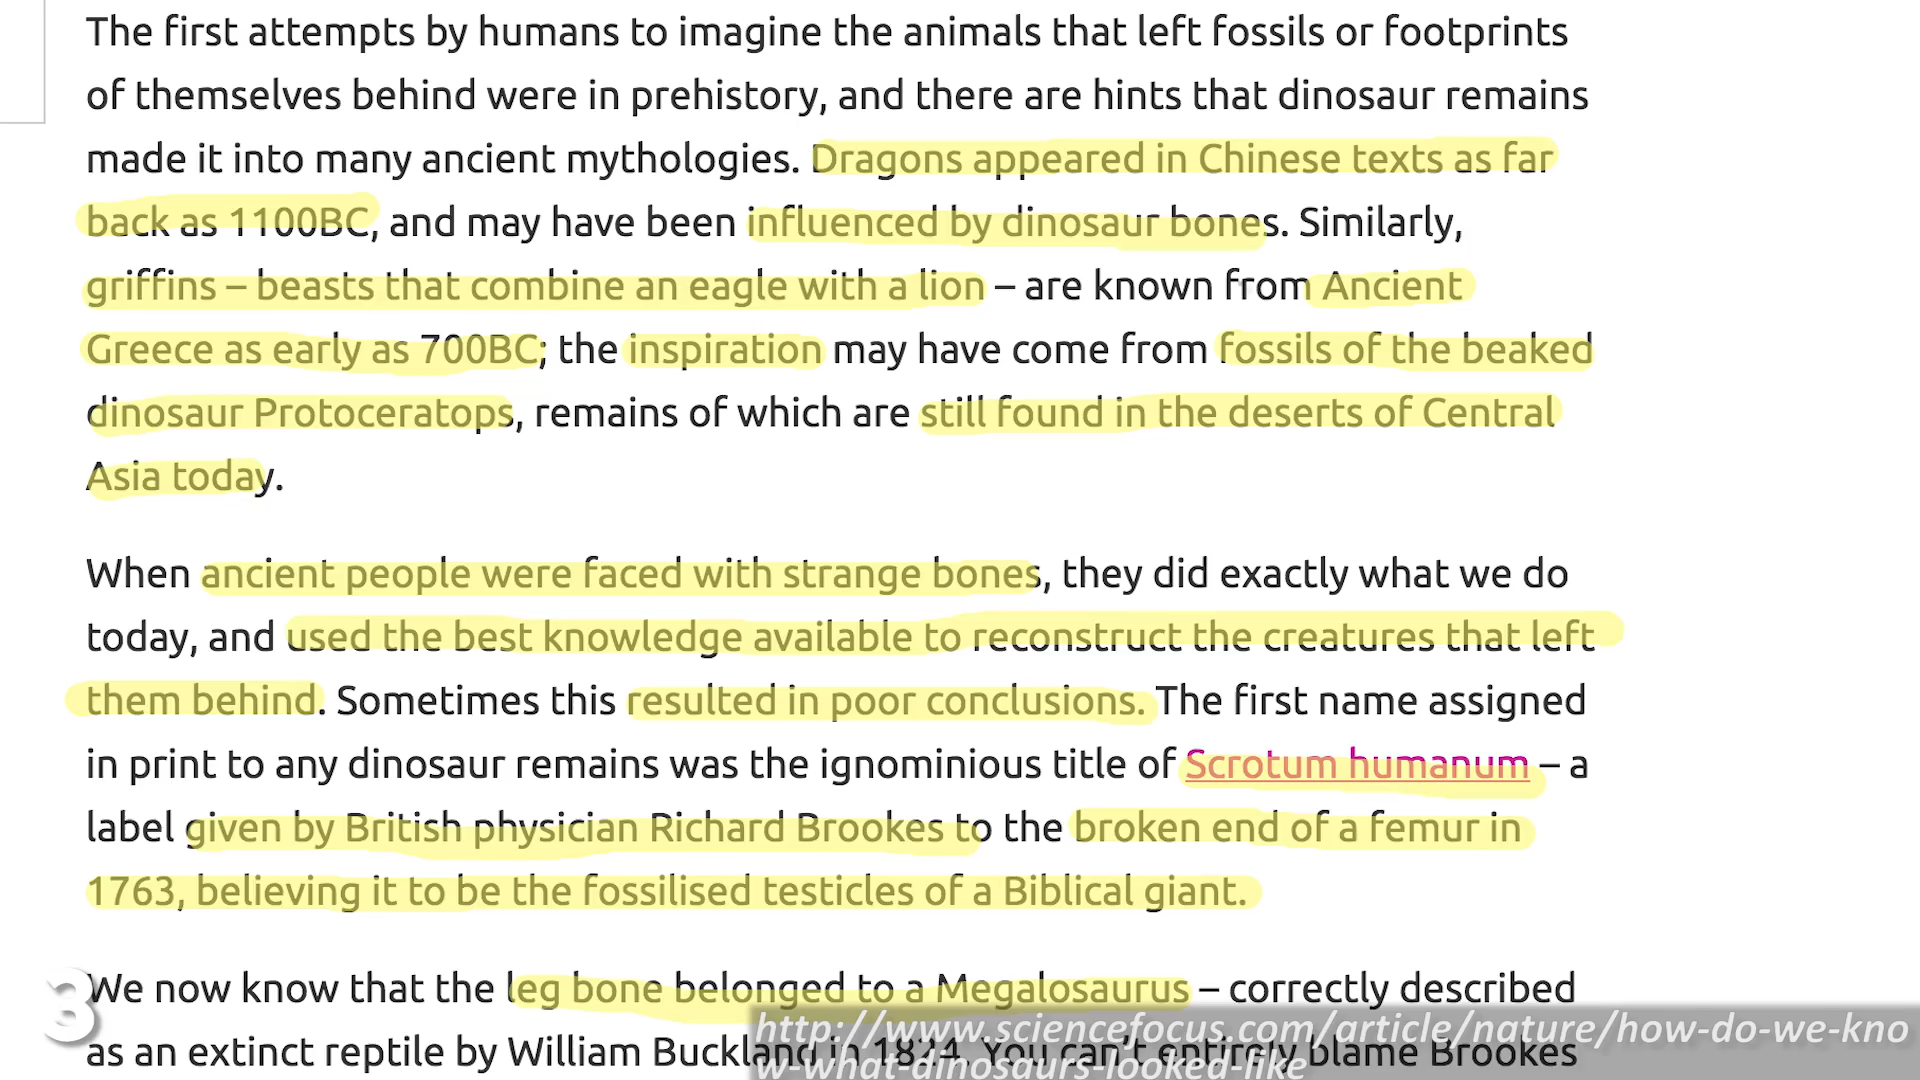 The first attempts by humans to imagine the animals that left fossils or footprints
of themselves behind were in prehistory, and there are hints that dinosaur remains
made it into many ancient mythologies. Dragons appeared in Chinese texts as far
back as 1100BC, and may have been influenced by dinosaur bones. Similarly,
griffins – beasts that combine an eagle with a lion – are known from Ancient
Greece as early as 700BC; the inspiration may have come from fossils of the beaked
dinosaur Protoceratops, remains of which are still found in the deserts of Central
Asia today.
When ancient people were faced with strange bones, they did exactly what we do
today, and used the best knowledge available to reconstruct the creatures that left
them behind. Sometimes this resulted in poor conclusions. The first name assigned
in print to any dinosaur remains was the ignominious title of Scrotum humanum – a
label given by British physician Richard Brookes to the broken end of a femur in
1763, believing it to be the fossilised testicles of a Biblical giant.
We now know that the leg bone belonged to a Megalosaurus – correctly described
as an extinct reptile by William Buckland in 1824. You can't entirely blame Brookes
3
http://www.sciencefocus.com/article/nature/how-do-we-kno
w-what-dinosaurs-looked-like